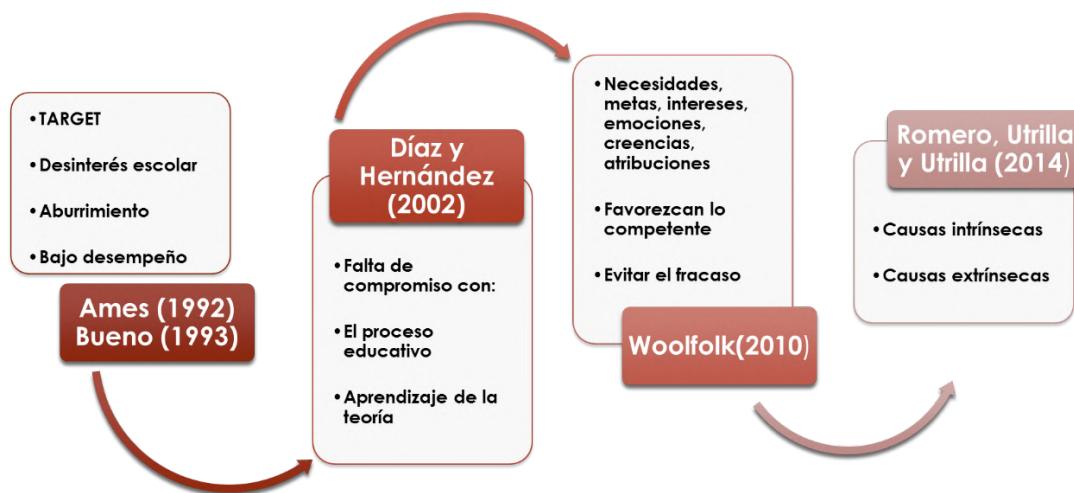 •TARGET
•Desinterés escolar
•Aburrimiento
•Bajo desempeño
Ames (1992)
Bueno (1993)
Díaz y
Hernández
(2002)
•Falta de
compromiso con:
•El proceso
educativo
•Aprendizaje de la
teoría
•Necesidades,
metas, intereses,
emociones,
creencias,
atribuciones
•Favorezcan lo
competente
•Evitar el fracaso
Woolfolk(2010)
Romero, Utrilla
y Utrilla (2014)
•Causas intrínsecas
•Causas extrínsecas